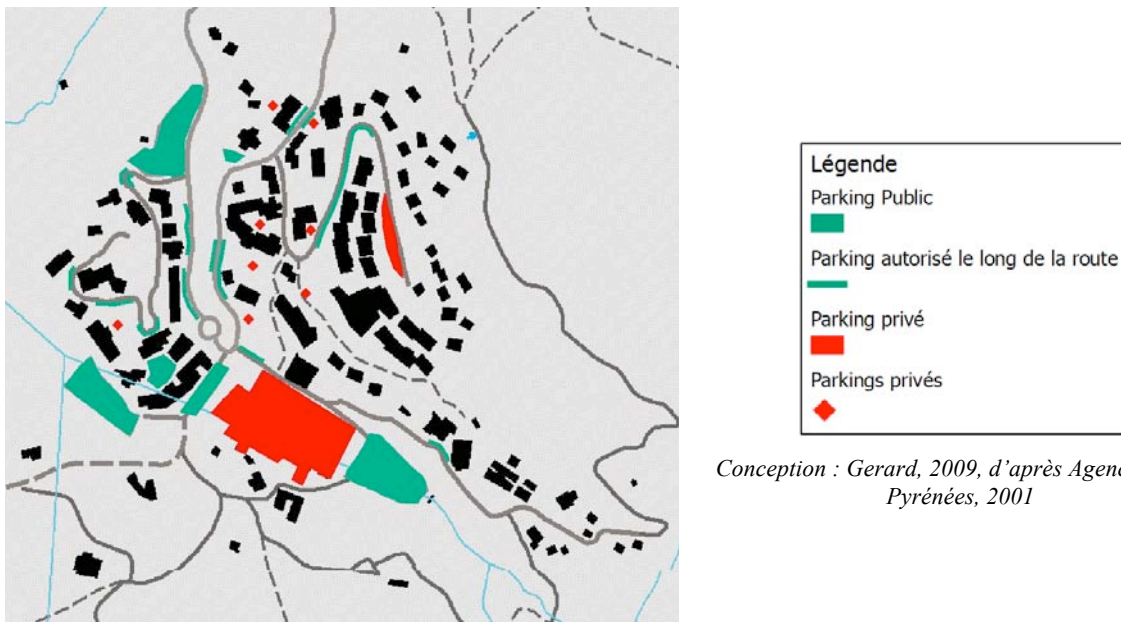 Légende
Parking Public
Parking autorisé le long de la route
Parking privé
Parkings privés
Conception : Gerard, 2009, d'après
Pyrénées, 2001